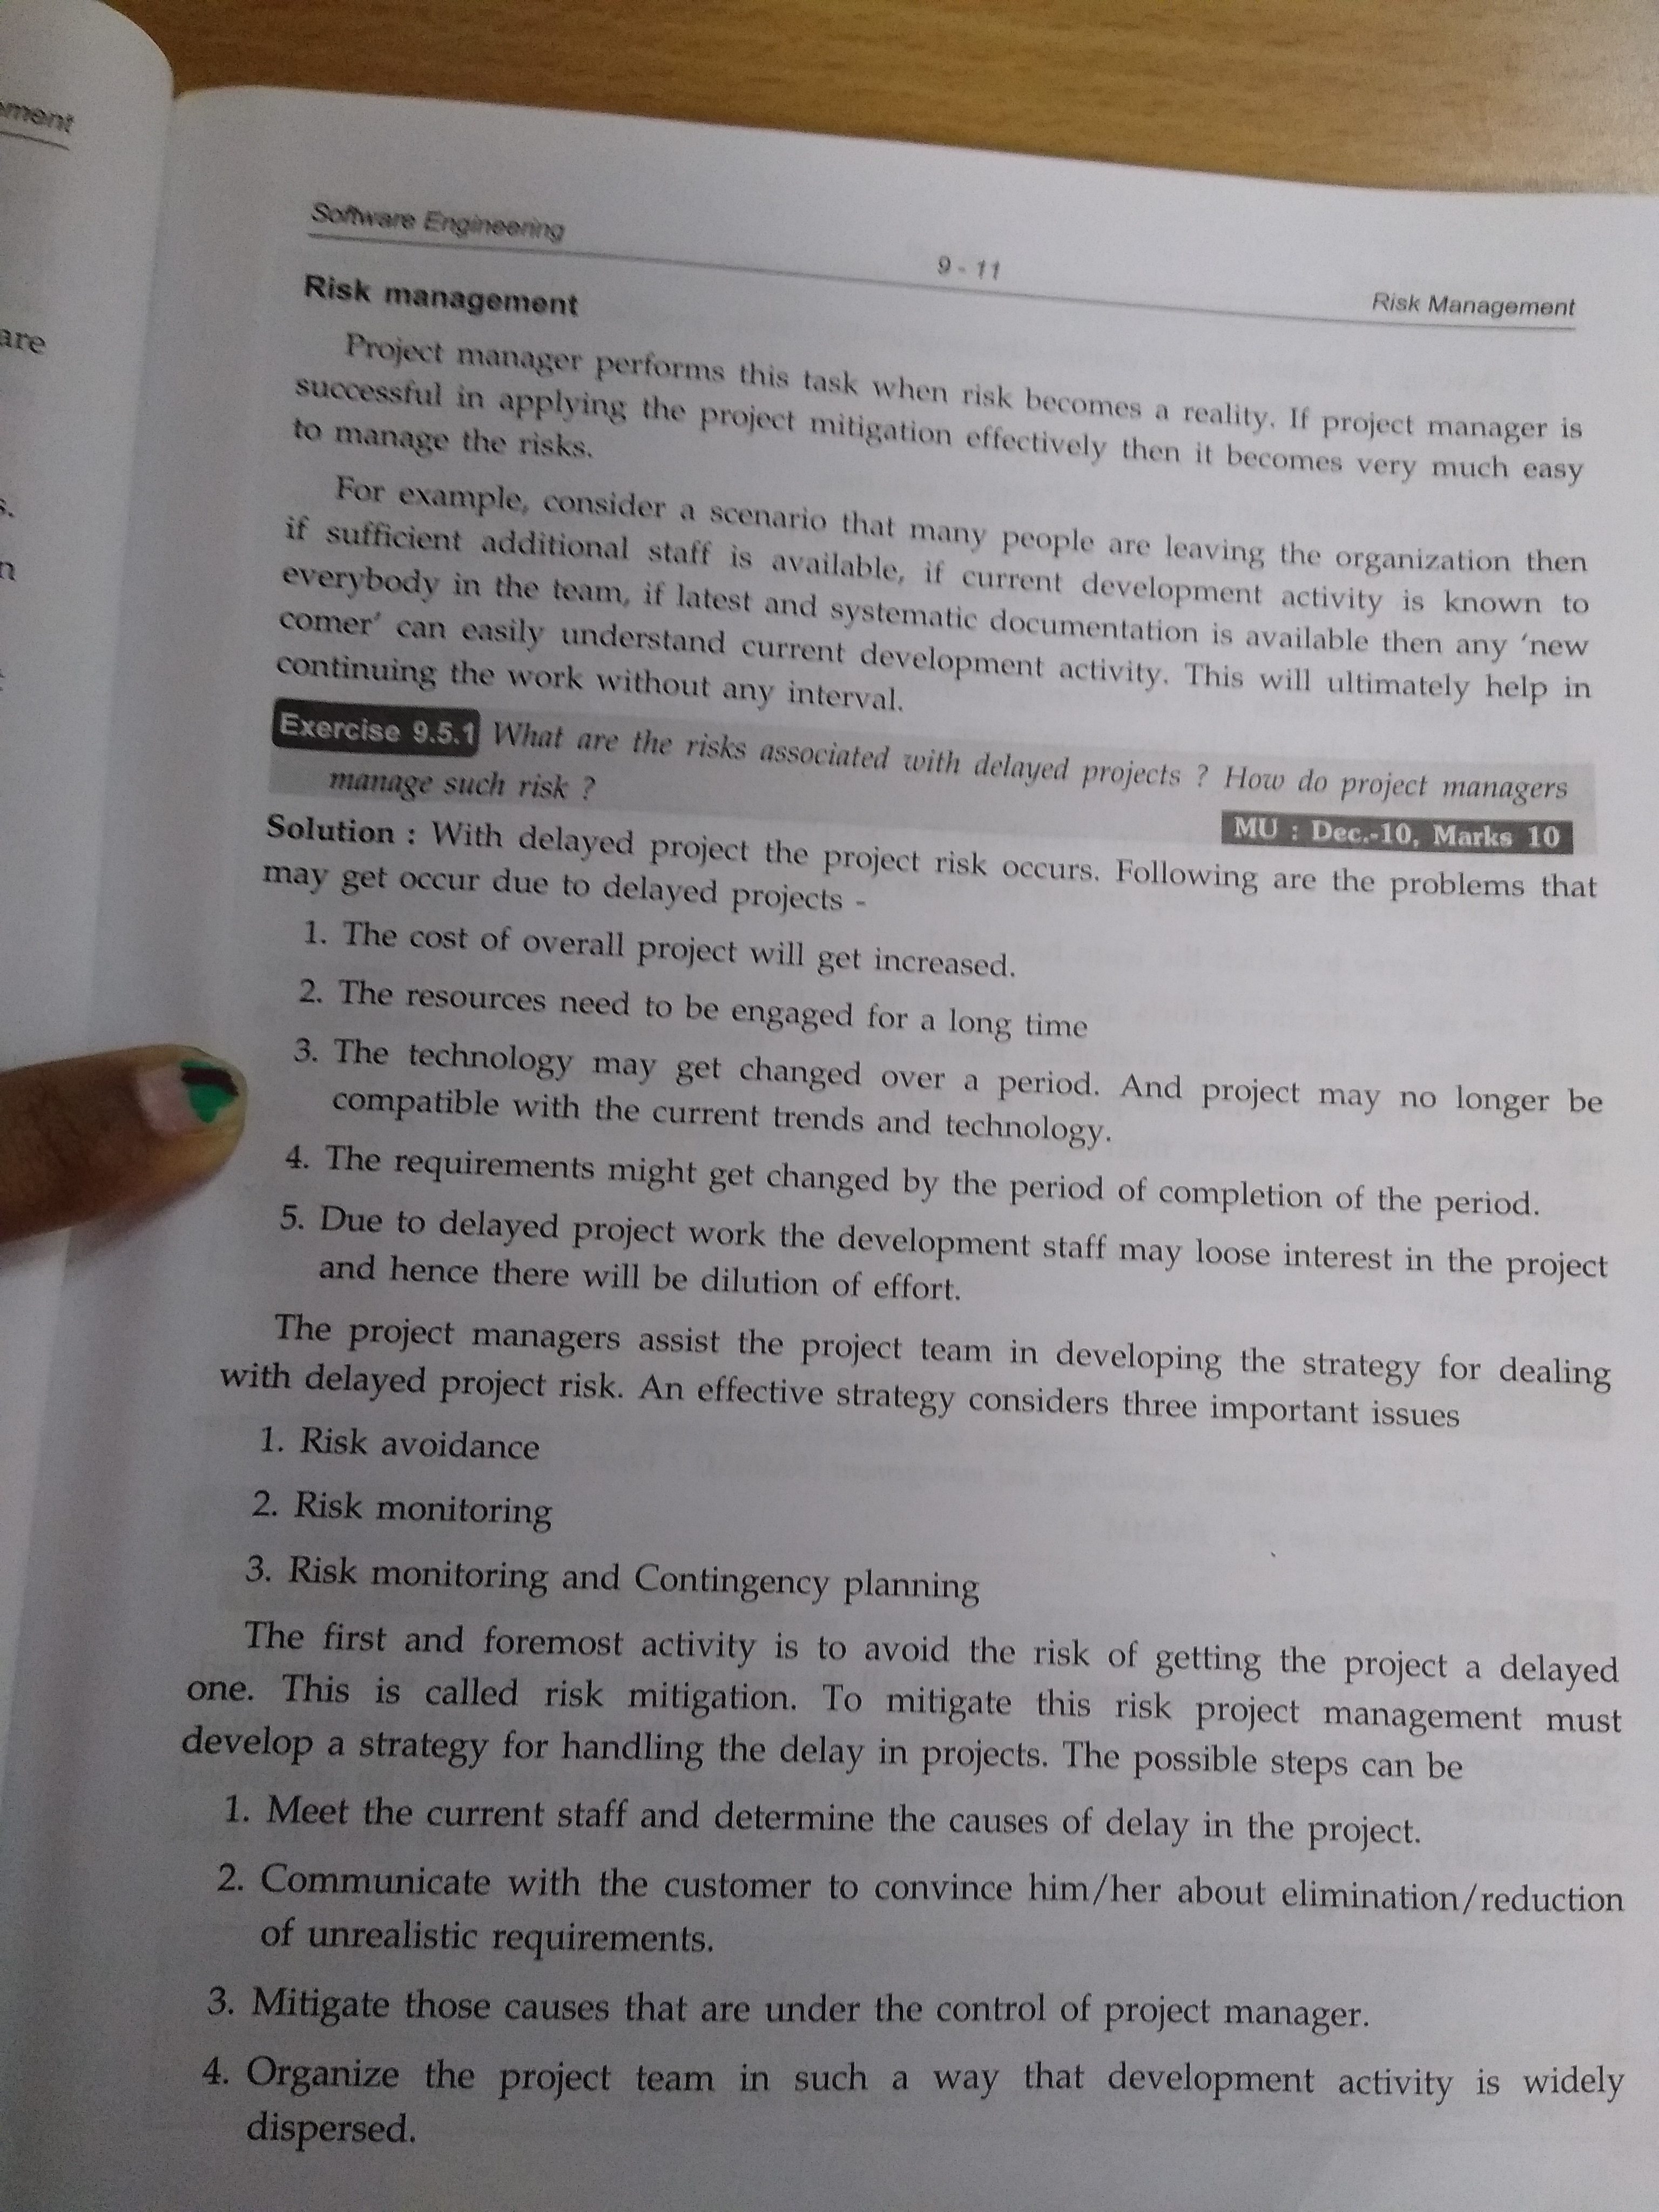 ement
are
s.
n
Software Engineering
9 - 11
Risk Management
Risk management
Project manager performs this task when risk becomes a reality. If project manager is
successful in applying the project mitigation effectively then it becomes very much easy
to manage the risks.
For example, consider a scenario that many people are leaving the organization then
if sufficient additional staff is available, if current development activity is known to
everybody in the team, if latest and systematic documentation is available then any ‘new
comer’ can easily understand current development activity. This will ultimately help in
continuing the work without any interval.
Exercise 9.5.1 What are the risks associated with delayed projects ? How do project managers
manage such risk ?
MU : Dec.-10, Marks 10
Solution : With delayed project the project risk occurs. Following are the problems that
may get occur due to delayed projects -
1. The cost of overall project will get increased.
2. The resources need to be engaged for a long time
3. The technology may get changed over a period. And project may no longer be
compatible with the current trends and technology.
4. The requirements might get changed by the period of completion of the period.
5. Due to delayed project work the development staff may loose interest in the project
and hence there will be dilution of effort.
The project managers assist the project team in developing the strategy for dealing
with delayed project risk. An effective strategy considers three important issues
1. Risk avoidance
2. Risk monitoring
3. Risk monitoring and Contingency planning
The first and foremost activity is to avoid the risk of getting the project a delayed
one. This is called risk mitigation. To mitigate this risk project management must
develop a strategy for handling the delay in projects. The possible steps can be
1. Meet the current staff and determine the causes of delay in the project.
2. Communicate with the customer to convince him/her about elimination/reduction
of unrealistic requirements.
3. Mitigate those causes that are under the control of project manager.
4. Organize the project team in such a way that development activity is widely
dispersed.